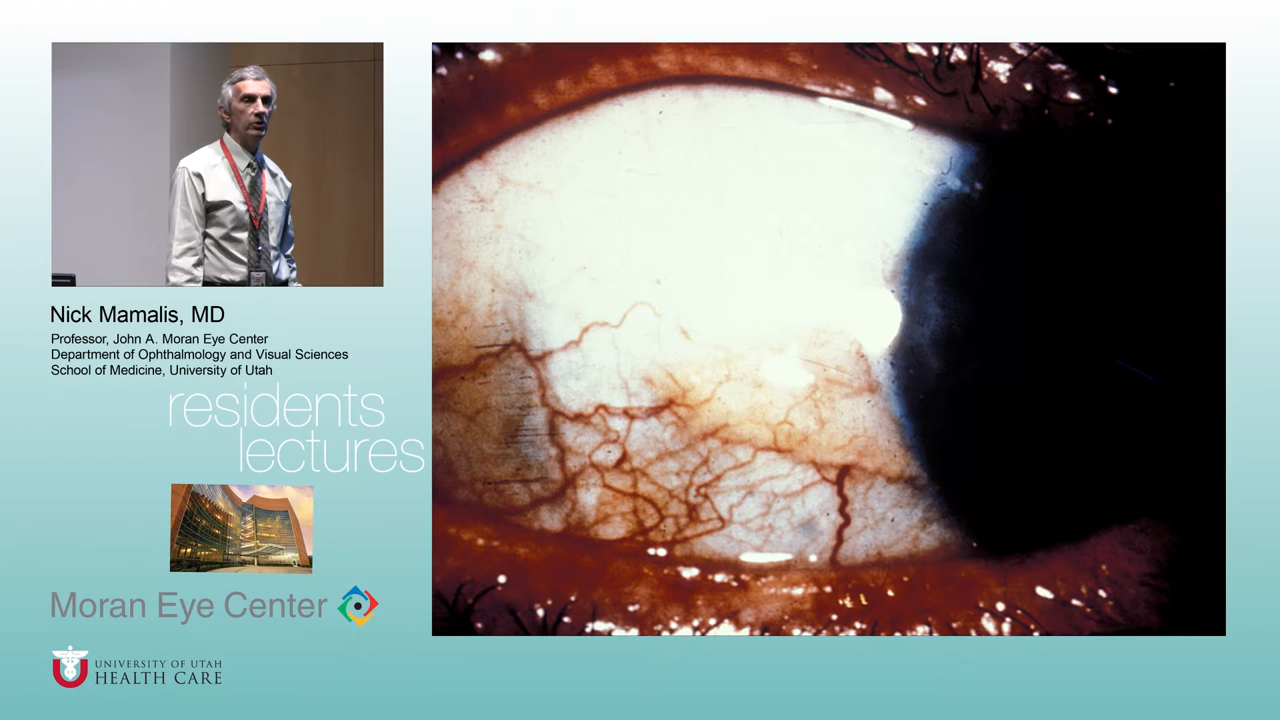 Nick Mamalis, MD
Professor, John A. Moran Eye Center
Department of Ophthalmology and Visual Sciences
School of Medicine, University of Utah
residents
lectures
Moran Eye Center
UNIVERSITY OF UTAH
HEALTH CARE